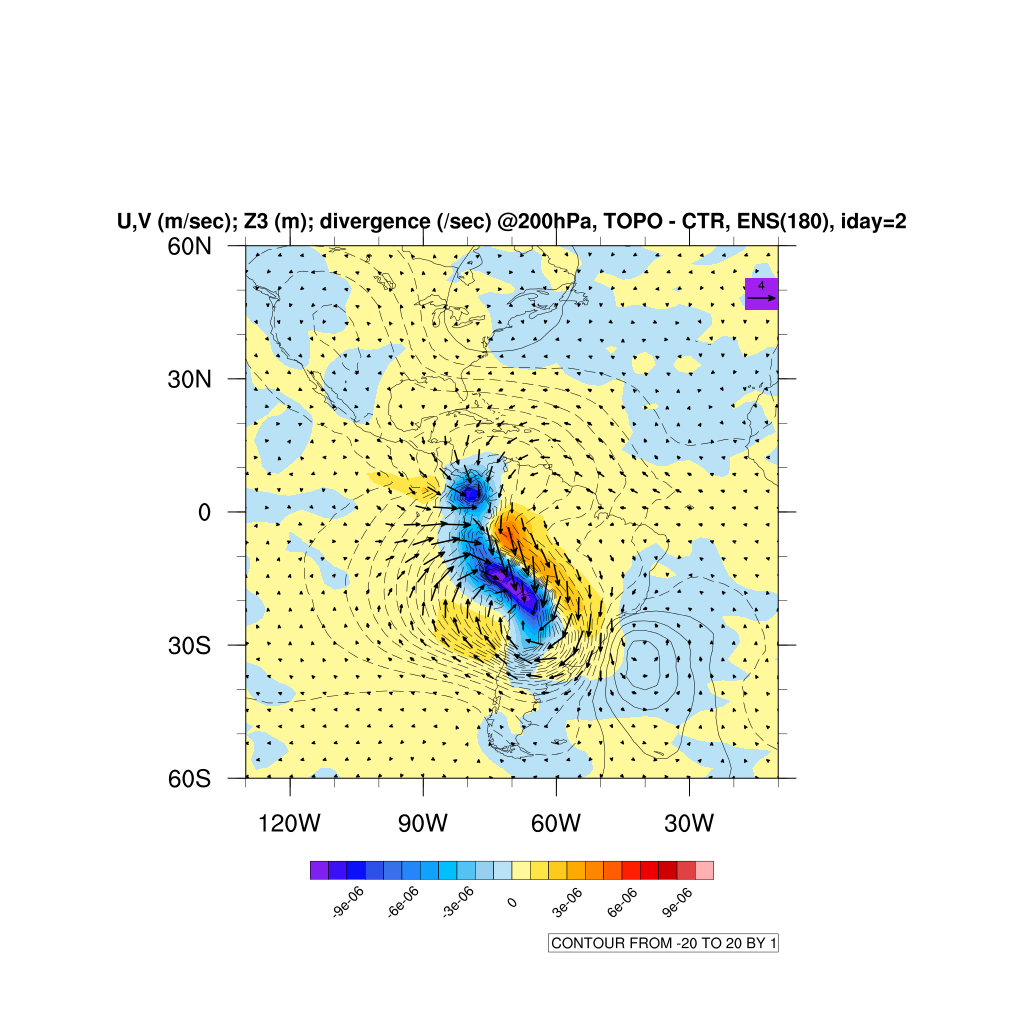 U,V (m/sec); Z3 (m); divergence (/sec) @200hPa, TOPO - CTR, ENS(180), iday=2
60N
4
30N
0
30S
60S
120W 90W 60W 30W
-9e-06 -6e-06 -3e-06 0 3e-06 6e-06 9e-06
CONTOUR FROM -20 TO 20 BY 1